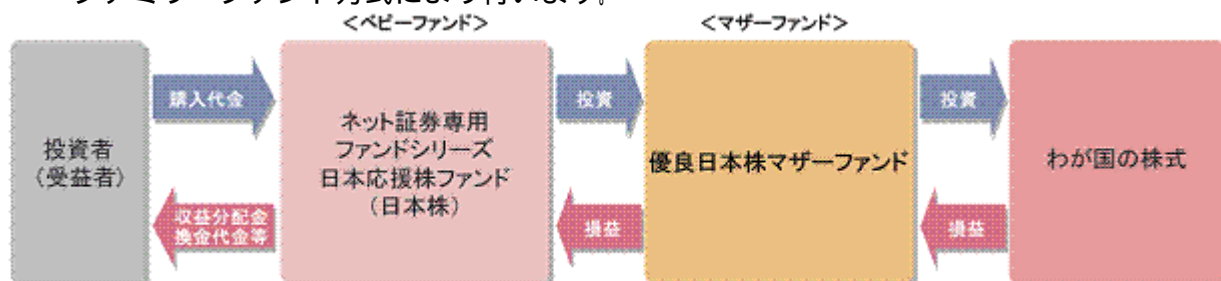 ファミリーファンド方式により行います。
<ベビーファンド>
<マザーファンド>
投資者
（受益者）
購入代金
収益分配金
換金代金等
ネット証券専用
ファンドシリーズ
日本応援株ファンド
（日本株）
投資
損益
優良日本株マザーファンド
投資
損益
わが国の株式